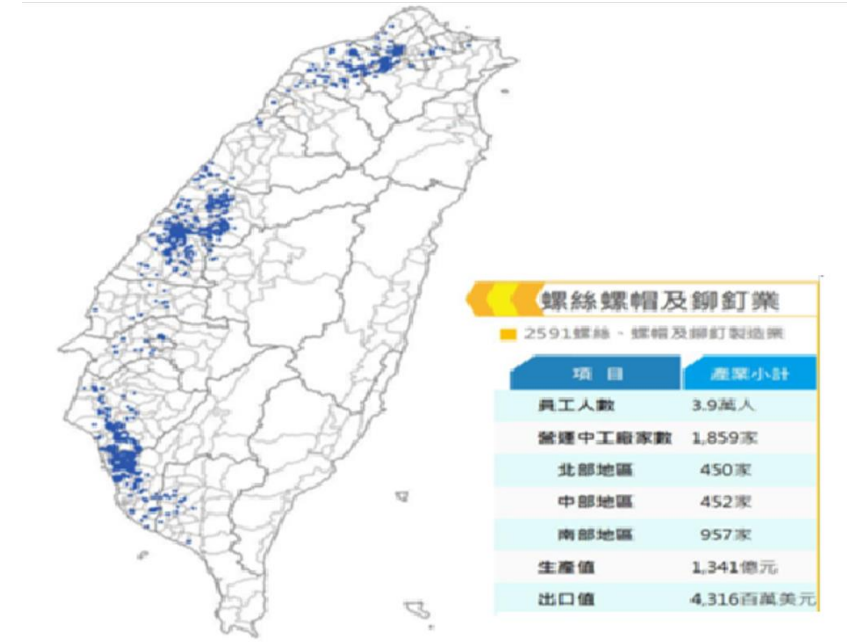 螺絲螺帽及鉚釘業
2591螺絲、螺帽及鉚釘製造業
項目 產業小計
員工人數 3.9萬人
營運中工廠家數 1,859家
北部地區 450家
中部地區 452家
南部地區 957家
生產值 1,341億元
出口值 4,316百萬美元